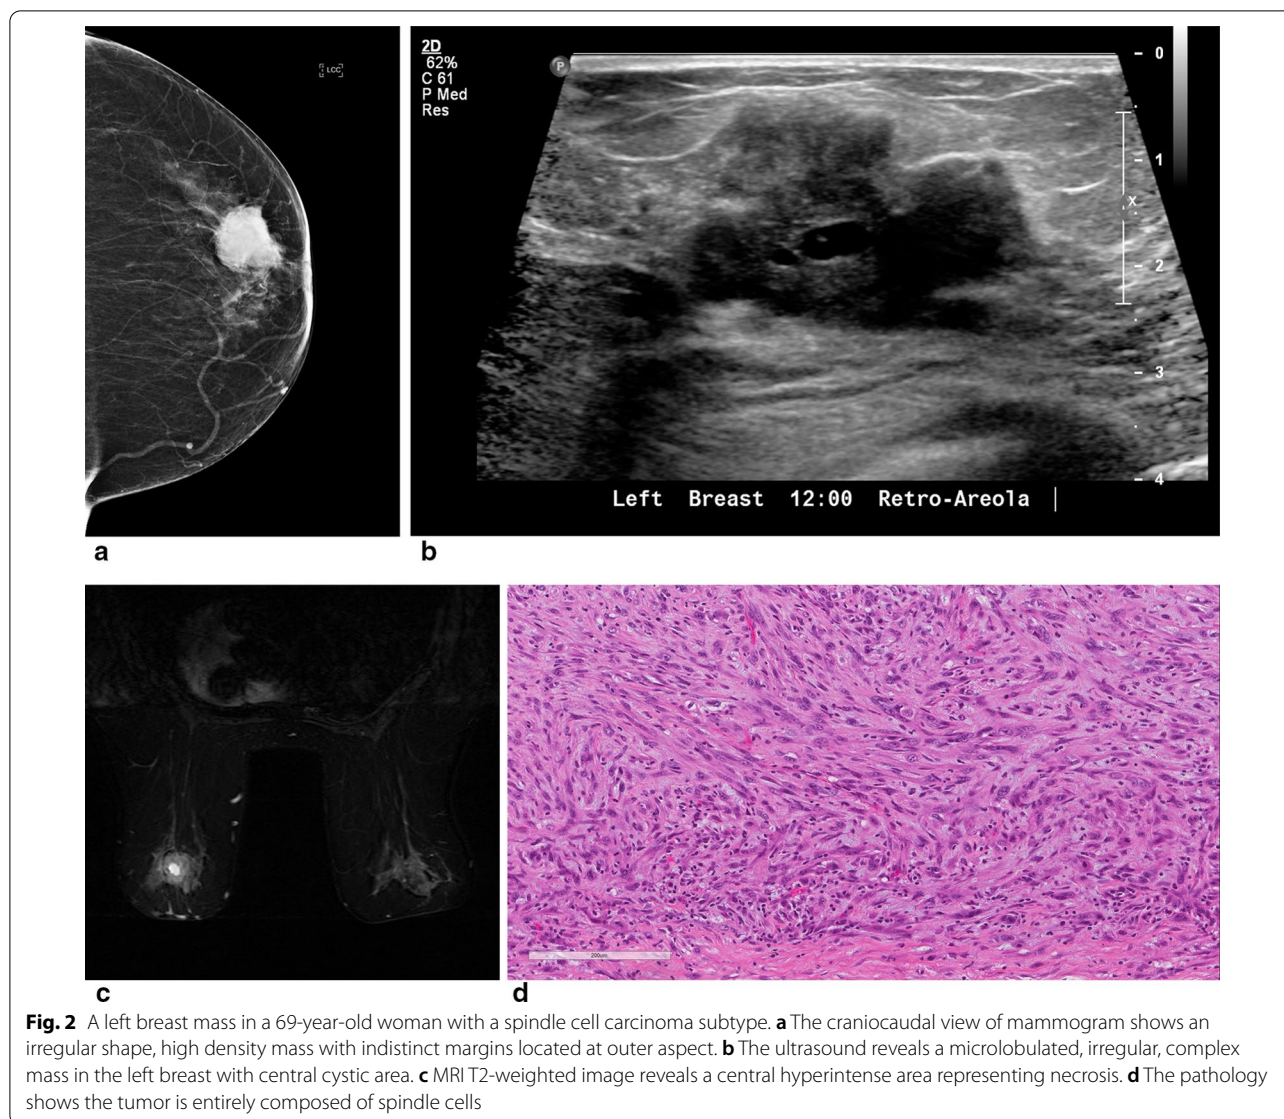 LCC
2D
62%
C 61
P Med
Res
P
0
1
X
2
3
4
Left Breast 12:00 Retro-Areola
a
b
200um
c
d
Fig. 2 A left breast mass in a 69-year-old woman with a spindle cell carcinoma subtype. a The craniocaudal view of mammogram shows an
irregular shape, high density mass with indistinct margins located at outer aspect. b The ultrasound reveals a microlobulated, irregular, complex
mass in the left breast with central cystic area. c MRI T2-weighted image reveals a central hyperintense area representing necrosis. d The pathology
shows the tumor is entirely composed of spindle cells